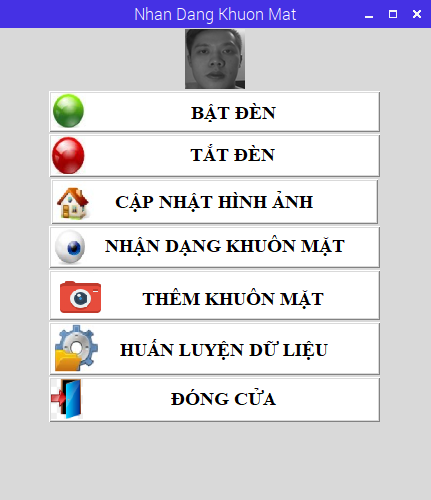 Nhan Dang Khuon Mat
BẬT ĐÈN
TẮT ĐÈN
CẬP NHẬT HÌNH ẢNH
NHẬN DẠNG KHUÔN MẶT
THÊM KHUÔN MẶT
HUẤN LUYỆN DỮ LIỆU
ĐÓNG CỬA